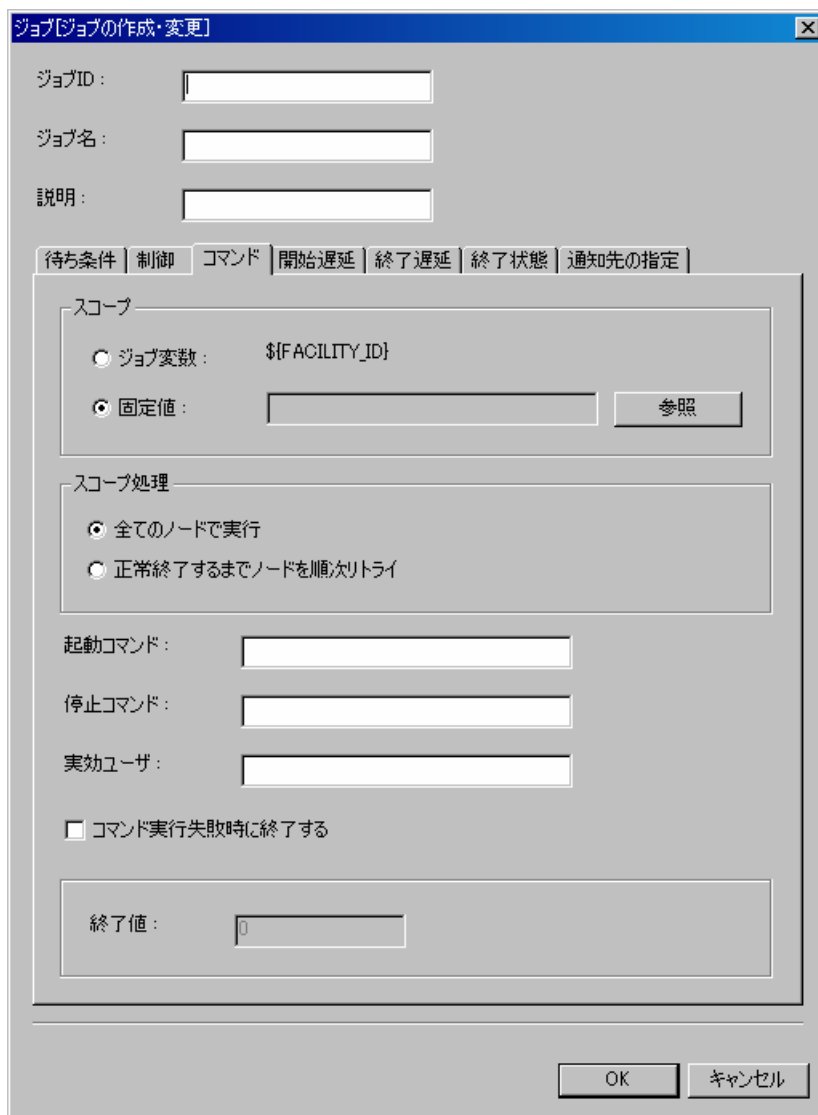 ジョブ[ジョブの作成・変更]
ジョブID：
ジョブ名：
説明：
待ち条件 制御 コマンド 開始遅延 終了遅延 終了状態 通知先の指定
スコープ
ジョブ変数： ${FACILITY_ID}
固定値： 参照
スコープ処理
全てのノードで実行
正常終了するまでノードを順次リトライ
起動コマンド：
停止コマンド：
実効ユーザ：
コマンド実行失敗時に終了する
終了値： 0
OK キャンセル